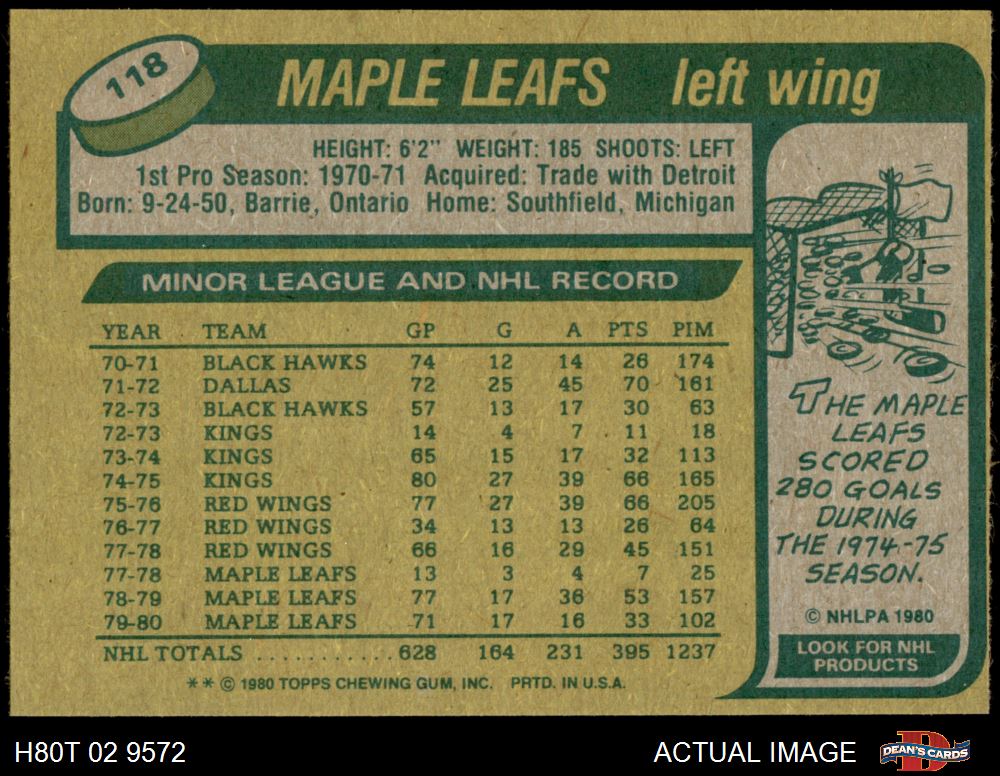 118
MAPLE LEAFS left wing
HEIGHT: 6'2" WEIGHT: 185 SHOOTS: LEFT
1st Pro Season: 1970-71 Acquired: Trade with Detroit
Born: 9-24-50, Barrie, Ontario Home: Southfield, Michigan
MINOR LEAGUE AND NHL RECORD
YEAR TEAM GP G A PTS PIM
70-71 BLACK HAWKS 74 12 14 26 174
71-72 DALLAS 72 25 45 70 161
72-73 BLACK HAWKS 57 13 17 30 63
72-73 KINGS 14 4 7 11 18
73-74 KINGS 65 15 17 32 113
74-75 KINGS 80 27 39 66 165
75-76 RED WINGS 77 27 39 66 205
76-77 RED WINGS 34 13 13 26 64
77-78 RED WINGS 66 16 29 45 151
77-78 MAPLE LEAFS 13 3 4 7 25
78-79 MAPLE LEAFS 77 17 36 53 157
79-80 MAPLE LEAFS 71 17 16 33 102
NHL TOTALS ........... 628 164 231 395 1237
** © 1980 TOPPS CHEWING GUM, INC. PRTD. IN U.S.A.
THE MAPLE
LEAFS
SCORED
280 GOALS
DURING
THE 1974-75
SEASON.
© NHLPA 1980
LOOK FOR NHL
PRODUCTS
H80T 02 9572
ACTUAL IMAGE
D
DEAN'S CARDS